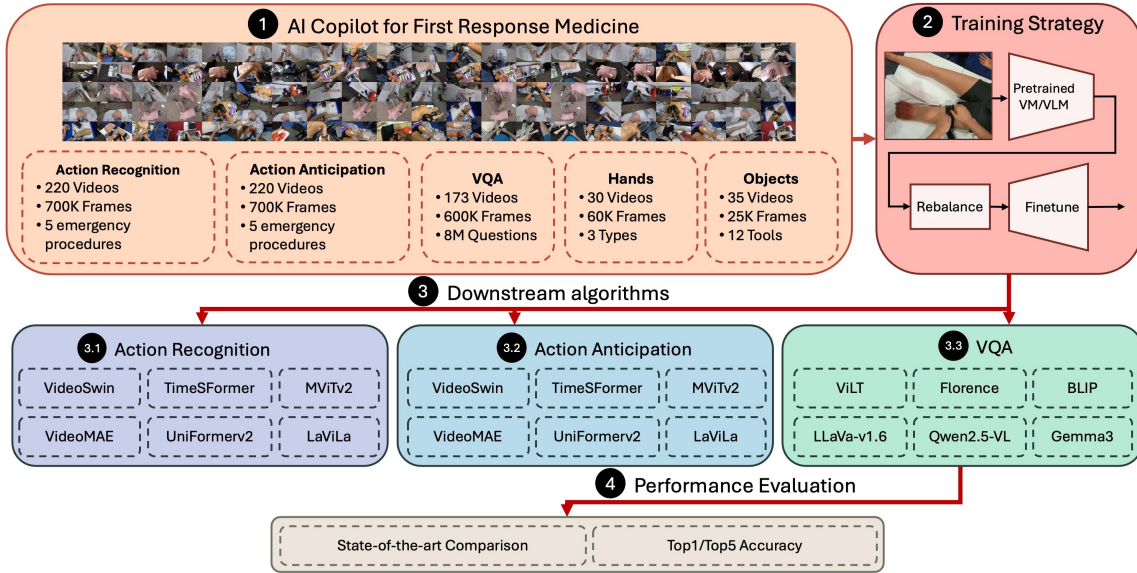 1 AI Copilot for First Response Medicine
Action Recognition
• 220 Videos
• 700K Frames
• 5 emergency
procedures
Action Anticipation
• 220 Videos
• 700K Frames
• 5 emergency
procedures
VQA
• 173 Videos
• 600K Frames
• 8M Questions
Hands
• 30 Videos
• 60K Frames
• 3 Types
Objects
• 35 Videos
• 25K Frames
• 12 Tools
2 Training Strategy
Pretrained
VM/VLM
Rebalance
Finetune
3 Downstream algorithms
3.1 Action Recognition
VideoSwin
TimeSFormer
MViTv2
VideoMAE
UniFormerv2
LaViLa
3.2 Action Anticipation
VideoSwin
TimeSFormer
MViTv2
VideoMAE
UniFormerv2
LaViLa
3.3 VQA
ViLT
Florence
BLIP
LLaVa-v1.6
Qwen2.5-VL
Gemma3
4 Performance Evaluation
State-of-the-art Comparison
Top1/Top5 Accuracy